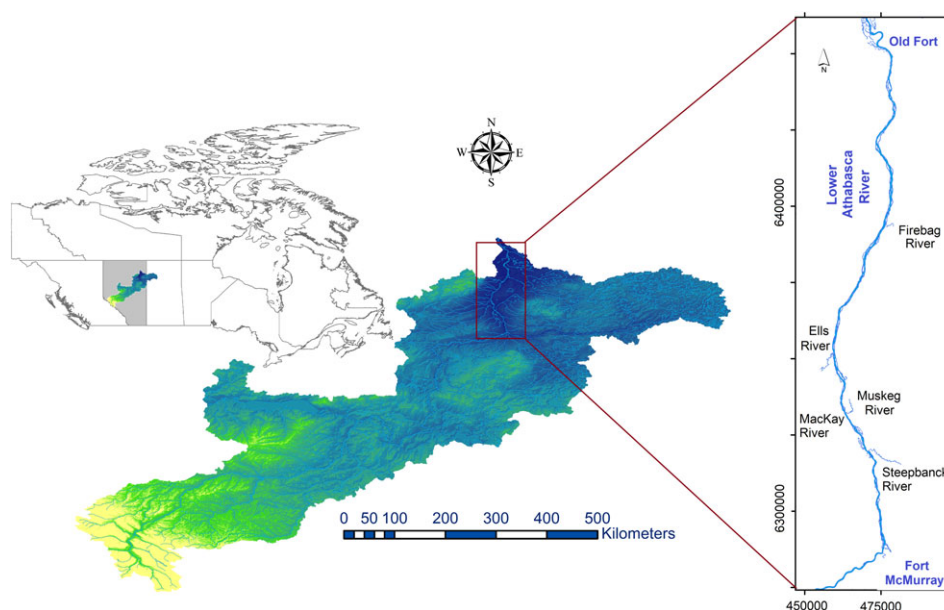 N
W
E
S
0
50
100
200
300
400
500
Kilometers
Old Fort
N
Lower
Athabasca
River
6400000
Firebag
River
Ells
River
Muskeg
River
MacKay
River
Steepbanck
River
6300000
Fort
McMurray
450000
475000